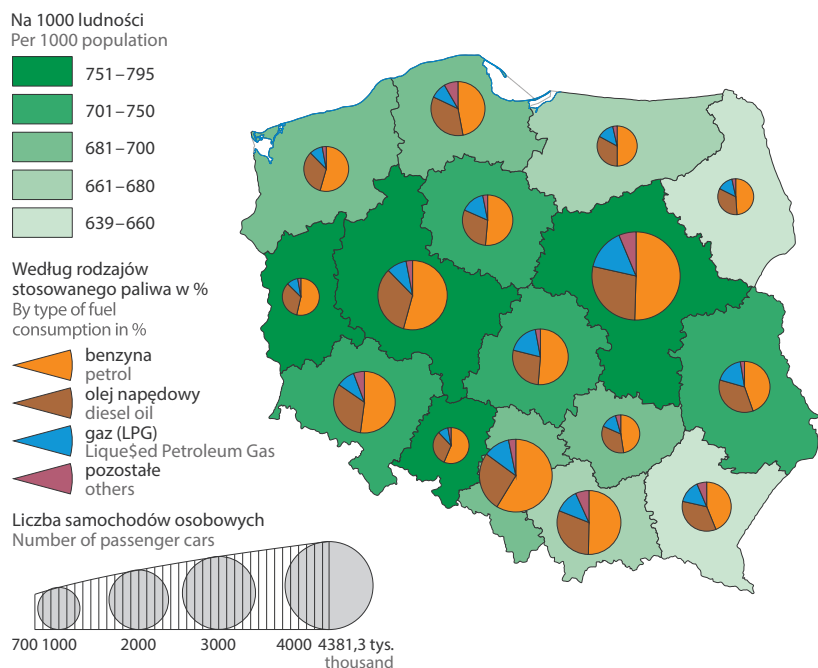 Na 1000 ludności
Per 1000 population
751–795
701–750
681–700
661–680
639–660
Według rodzajów
stosowanego paliwa w %
By type of fuel
consumption in %
benzyna
petrol
olej napędowy
diesel oil
gaz (LPG)
Lique$ed Petroleum Gas
pozostałe
others
Liczba samochodów osobowych
Number of passenger cars
700 1000 2000 3000 4000 4381,3 tys.
thousand